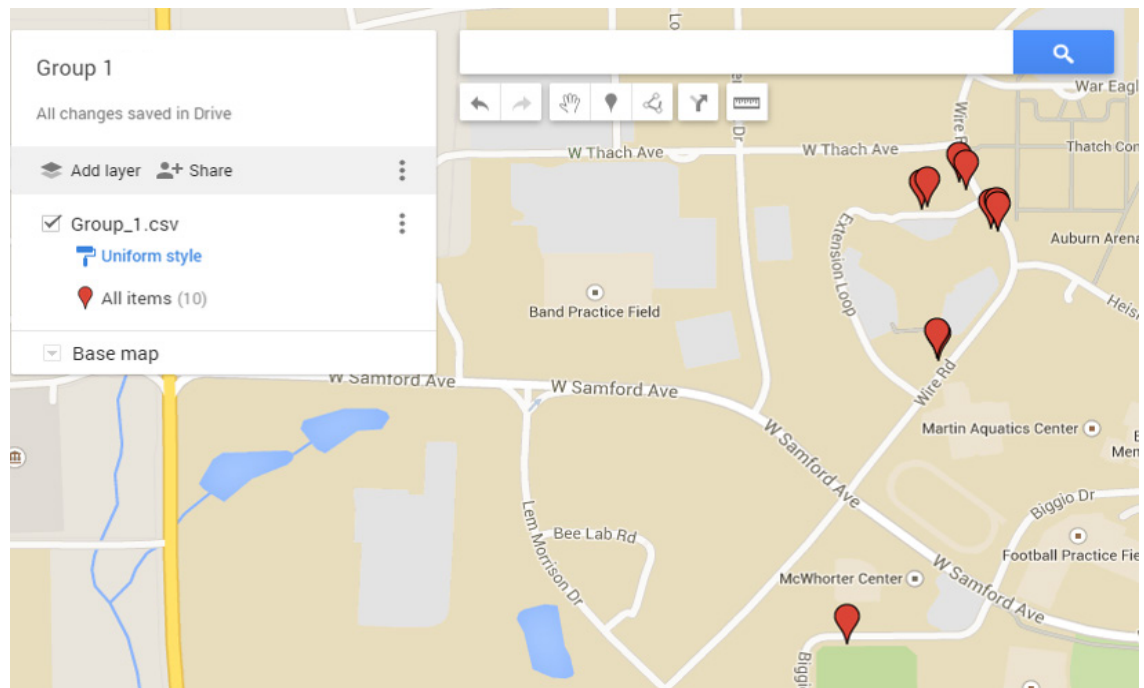 Group 1
All changes saved in Drive
Add layer Share
Group_1.csv
Uniform style
All items (10)
Base map
Dr
W Thach Ave
W Thach Ave
Wire R
War Eagl
Thatch Con
Auburn Arena
Extension Loop
Heis
Band Practice Field
W Samford Ave
W Samford Ave
W Samford Ave
W Samford Ave
Wire Rd
Martin Aquatics Center
Mem
Biggio Dr
Football Practice Fie
Lem Morrison Dr
Bee Lab Rd
McWhorter Center
Biggi